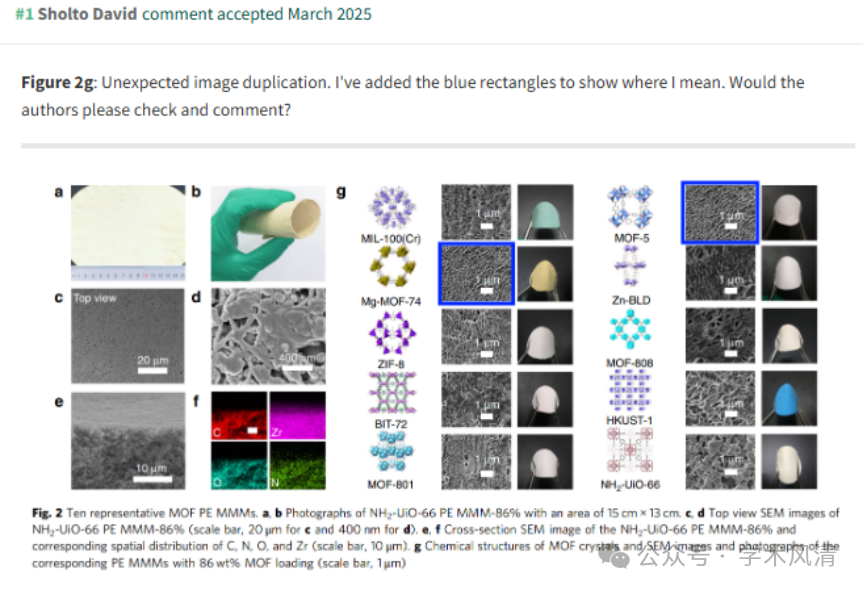 #1 Sholto David comment accepted March 2025
Figure 2g: Unexpected image duplication. I've added the blue rectangles to show where I mean. Would the
authors please check and comment?
a
b
g
MIL-100(Cr)
1 μm
MOF-5
1 μm
Mg-MOF-74
1 μm
Zn-BLD
1 μm
c
Top view
20 μm
d
400 nm
ZIF-8
1 μm
MOF-808
1 μm
e
10 μm
f
C
Zr
O
N
BIT-72
1 μm
HKUST-1
1 μm
MOF-801
1 μm
NH₂-UiO-66
1 μm
Fig. 2 Ten representative MOF PE MMMs. a, b Photographs of NH₂-UiO-66 PE MMM-86% with an area of 15 cm × 13 cm. c, d Top view SEM images of
NH₂-UiO-66 PE MMM-86% (scale bar, 20 μm for c and 400 nm for d). e, f Cross-section SEM image of the NH₂-UiO-66 PE MMM-86% and
corresponding spatial distribution of C, N, O, and Zr (scale bar, 10 μm). g Chemical structures of MOF crystals and SEM images and photographs of the
corresponding PE MMMs with 86 wt% MOF loading (scale bar, 1 μm)
公众号 · 学术风清